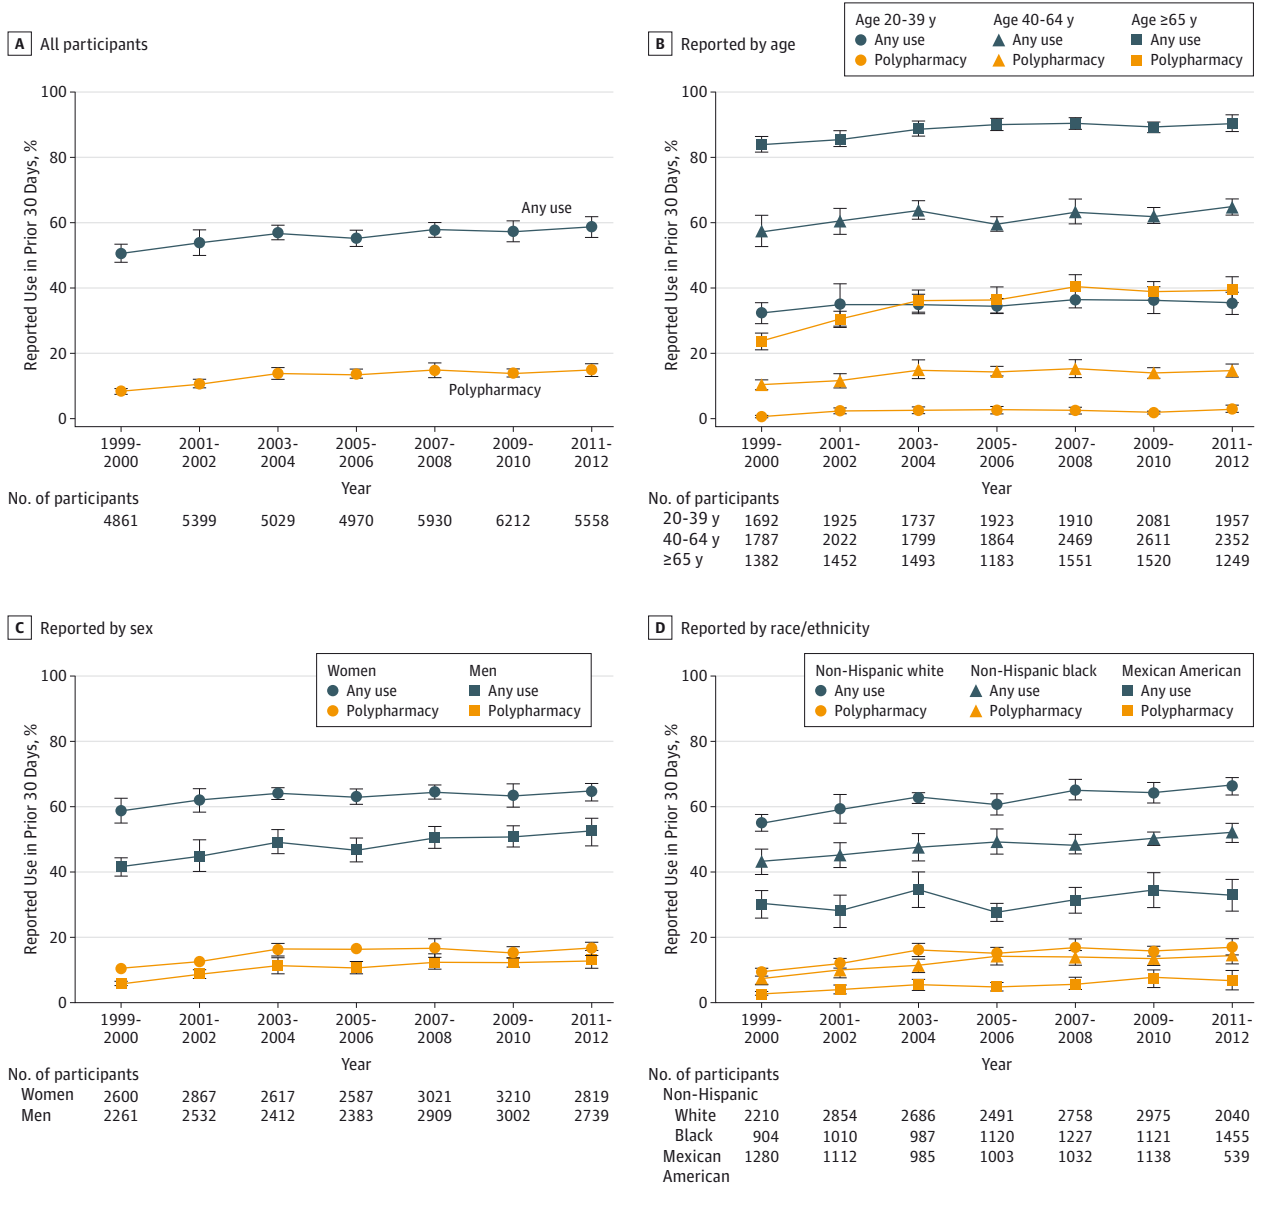 A All participants
Reported Use in Prior 30 Days, %
100
80
60
40
20
0
Any use
Polypharmacy
1999-2000 2001-2002 2003-2004 2005-2006 2007-2008 2009-2010 2011-2012
Year
No. of participants
4861 5399 5029 4970 5930 6212 5558
B Reported by age
Age 20-39 y Age 40-64 y Age ≥65 y
Any use Any use Any use
Polypharmacy Polypharmacy Polypharmacy
Reported Use in Prior 30 Days, %
100
80
60
40
20
0
1999-2000 2001-2002 2003-2004 2005-2006 2007-2008 2009-2010 2011-2012
Year
No. of participants
20-39 y 1692 1925 1737 1923 1910 2081 1957
40-64 y 1787 2022 1799 1864 2469 2611 2352
≥65 y 1382 1452 1493 1183 1551 1520 1249
C Reported by sex
Women Men
Any use Any use
Polypharmacy Polypharmacy
Reported Use in Prior 30 Days, %
100
80
60
40
20
0
1999-2000 2001-2002 2003-2004 2005-2006 2007-2008 2009-2010 2011-2012
Year
No. of participants
Women 2600 2867 2617 2587 3021 3210 2819
Men 2261 2532 2412 2383 2909 3002 2739
D Reported by race/ethnicity
Non-Hispanic white Non-Hispanic black Mexican American
Any use Any use Any use
Polypharmacy Polypharmacy Polypharmacy
Reported Use in Prior 30 Days, %
100
80
60
40
20
0
1999-2000 2001-2002 2003-2004 2005-2006 2007-2008 2009-2010 2011-2012
Year
No. of participants
Non-Hispanic
White 2210 2854 2686 2491 2758 2975 2040
Black 904 1010 987 1120 1227 1121 1455
Mexican 1280 1112 985 1003 1032 1138 539
American